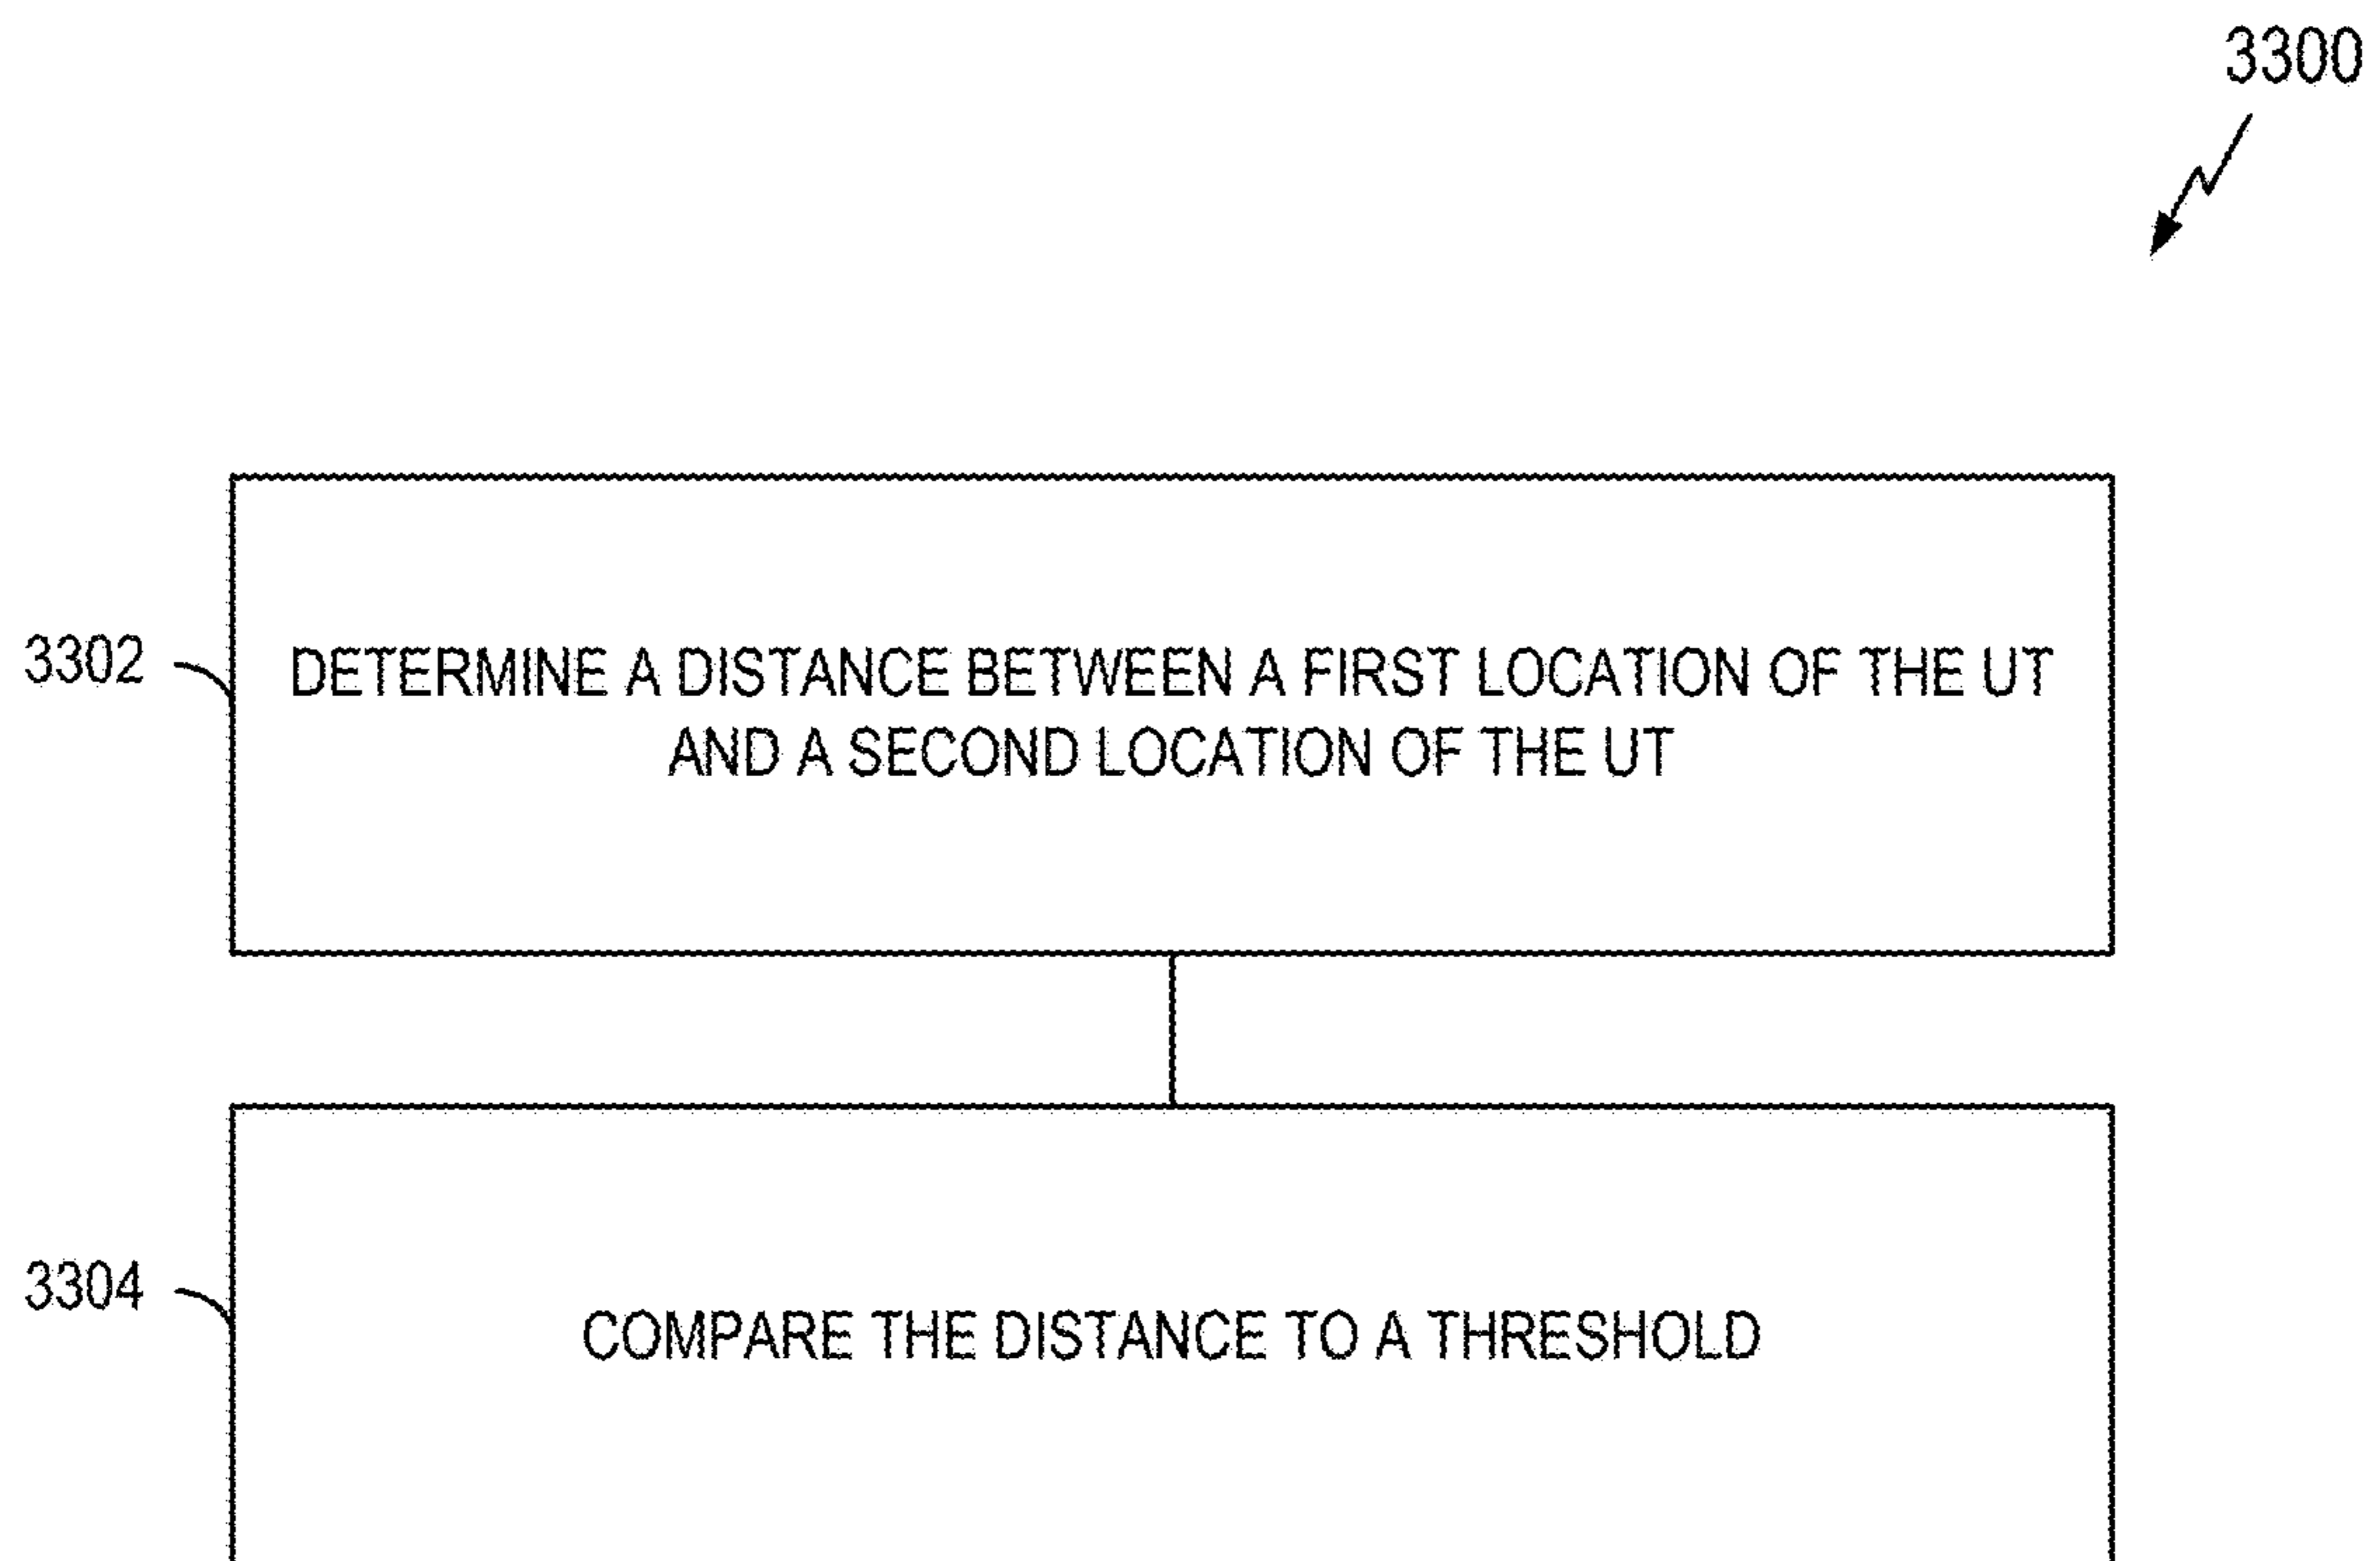 3300
3302
DETERMINE A DISTANCE BETWEEN A FIRST LOCATION OF THE UT
AND A SECOND LOCATION OF THE UT
3304
COMPARE THE DISTANCE TO A THRESHOLD